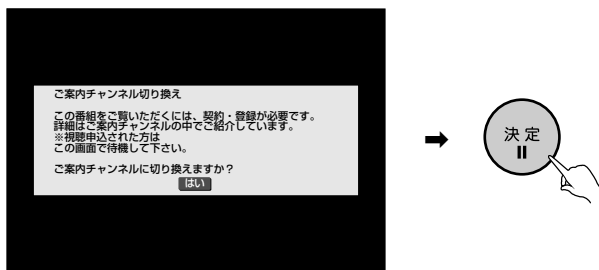 ご案内チャンネル切り換え
この番組をご覧いただくには、契約・登録が必要です。
詳細はご案内チャンネルの中でご紹介しています。
※視聴申込された方は
この画面で待機して下さい。
ご案内チャンネルに切り換えますか？
はい
決定